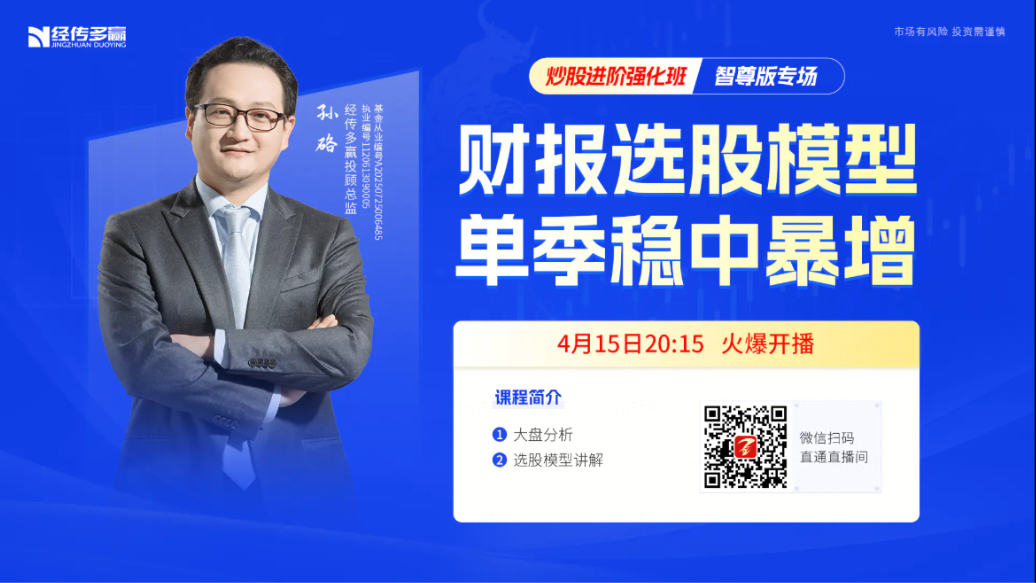 经传多赢
JINGZHUAN DUOYING
市场有风险 投资需谨慎
炒股进阶强化班 智尊版专场
孙硌
经传多赢投顾总监
执业编号1120613090005
基金从业编号A20250725006485
财报选股模型
单季稳中暴增
4月15日20:15 火爆开播
课程简介
1 大盘分析
2 选股模型讲解
微信扫码
直通直播间